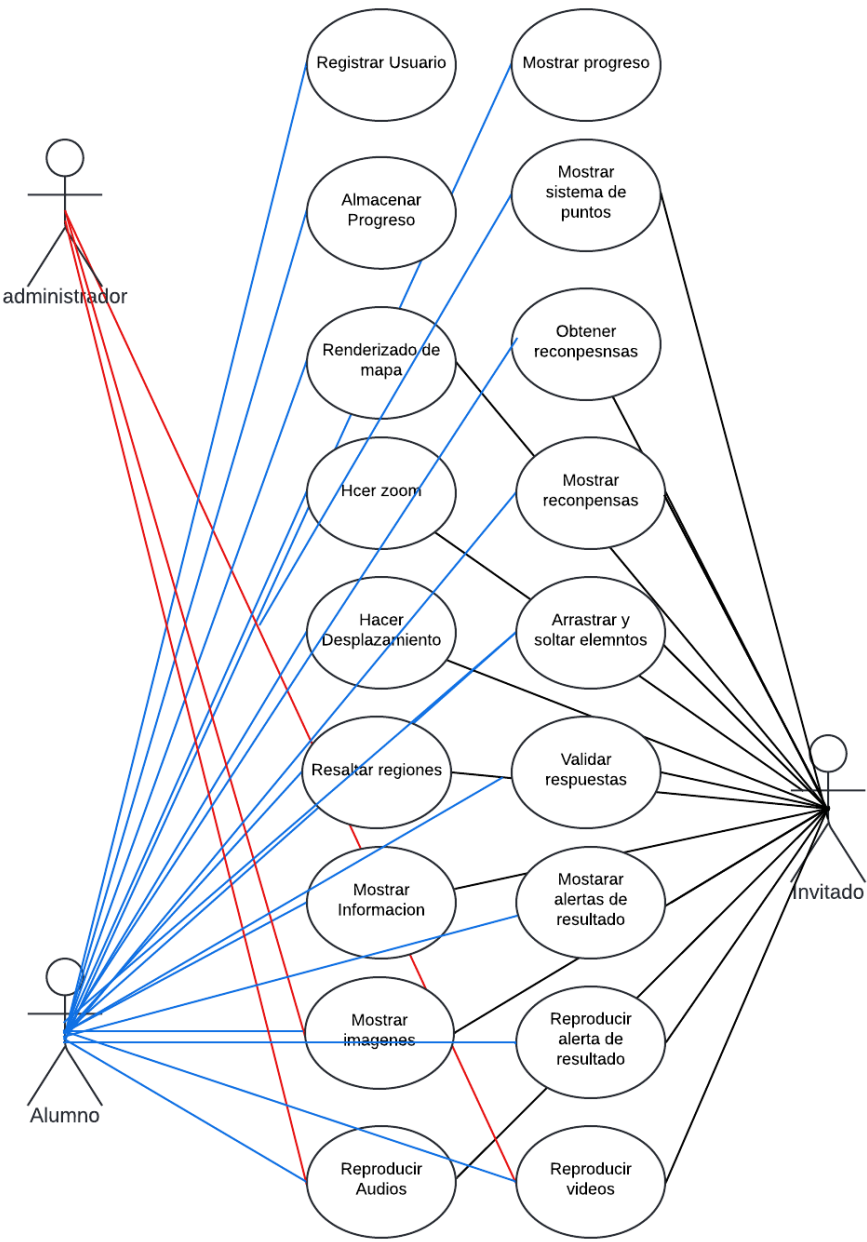 Registrar Usuario
Mostrar progreso
administrador
Almacenar
Progreso
Mostrar
sistema de
puntos
Renderizado de
mapa
Obtener
reconpesnsas
Hcer zoom
Mostrar
reconpensas
Hacer
Desplazamiento
Arrastrar y
soltar elemntos
Resaltar regiones
Validar
respuestas
Invitado
Mostrar
Informacion
Mostarar
alertas de
resultado
Alumno
Mostrar
imagenes
Reproducir
alerta de
resultado
Reproducir
Audios
Reproducir
videos